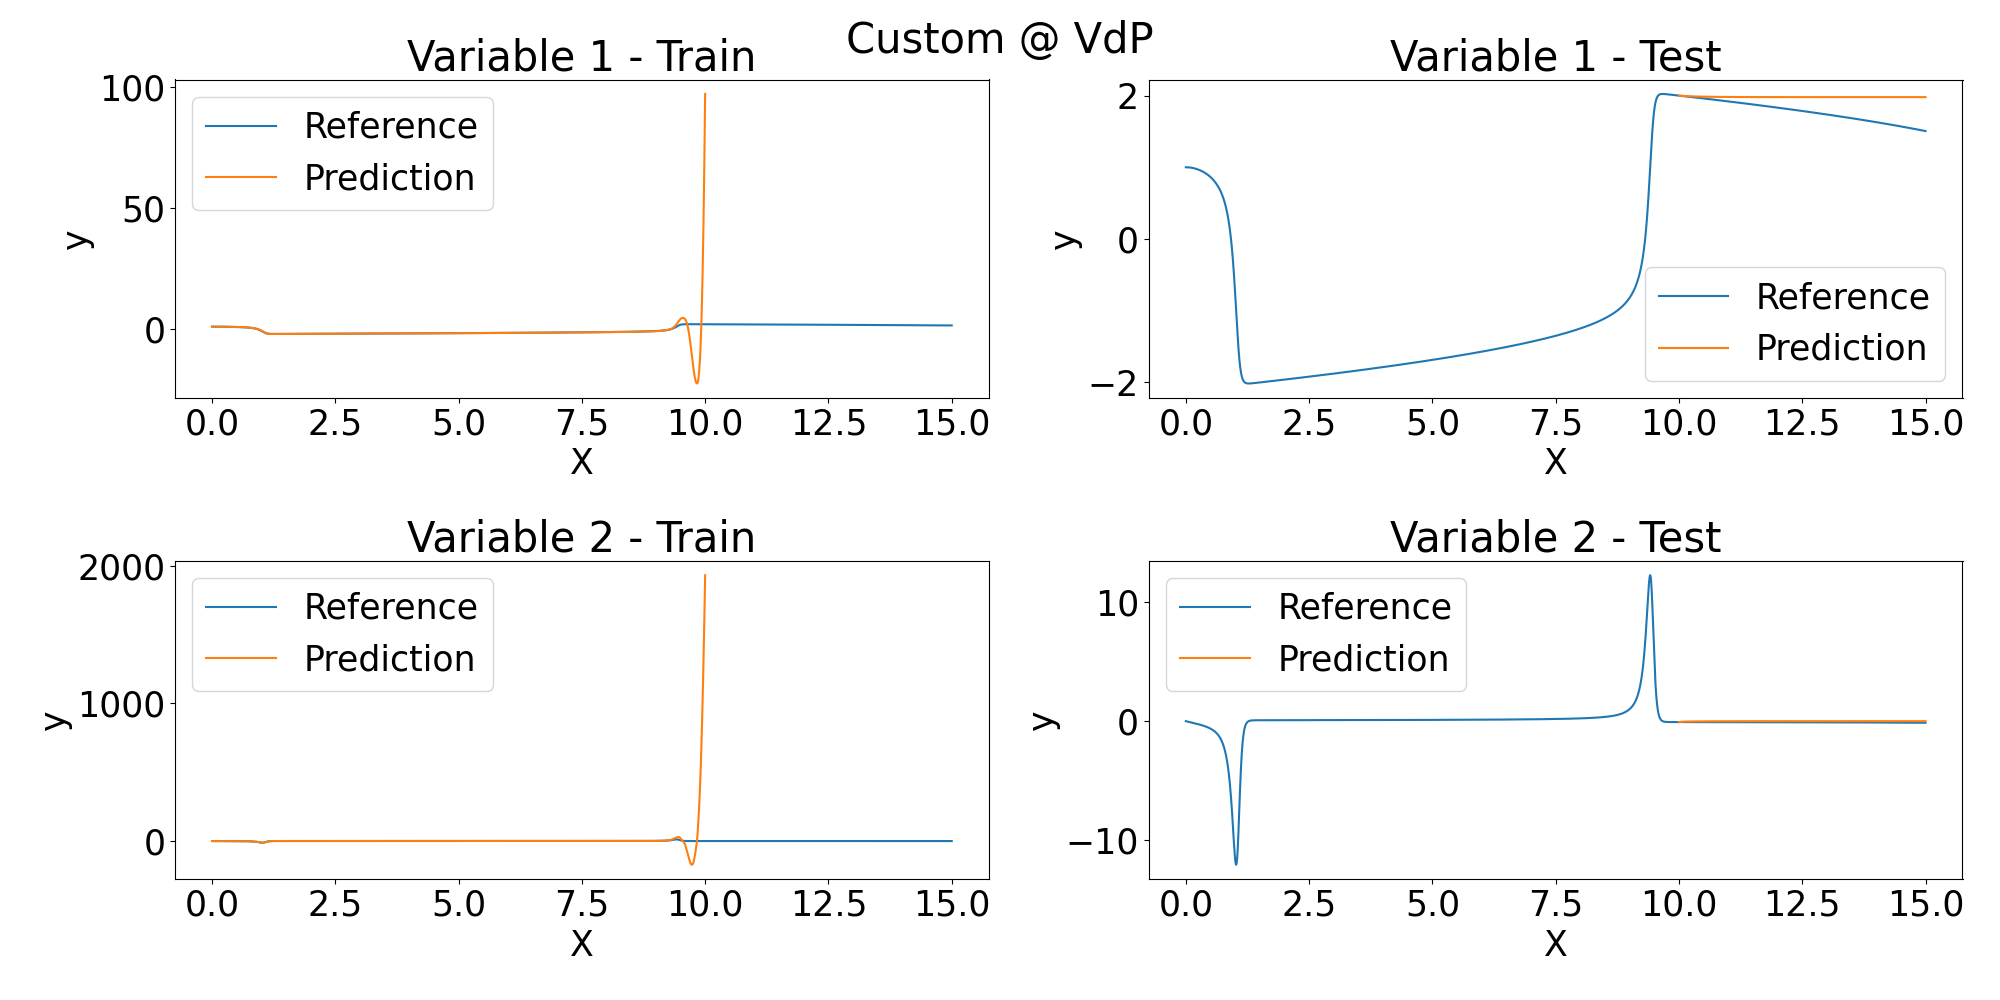 Custom @ VdP
Variable 1 - Train
100
50
0
y
Reference
Prediction
0.0 2.5 5.0 7.5 10.0 12.5 15.0
X
Variable 1 - Test
2
0
−2
y
Reference
Prediction
0.0 2.5 5.0 7.5 10.0 12.5 15.0
X
Variable 2 - Train
2000
1000
0
y
Reference
Prediction
0.0 2.5 5.0 7.5 10.0 12.5 15.0
X
Variable 2 - Test
10
0
−10
y
Reference
Prediction
0.0 2.5 5.0 7.5 10.0 12.5 15.0
X